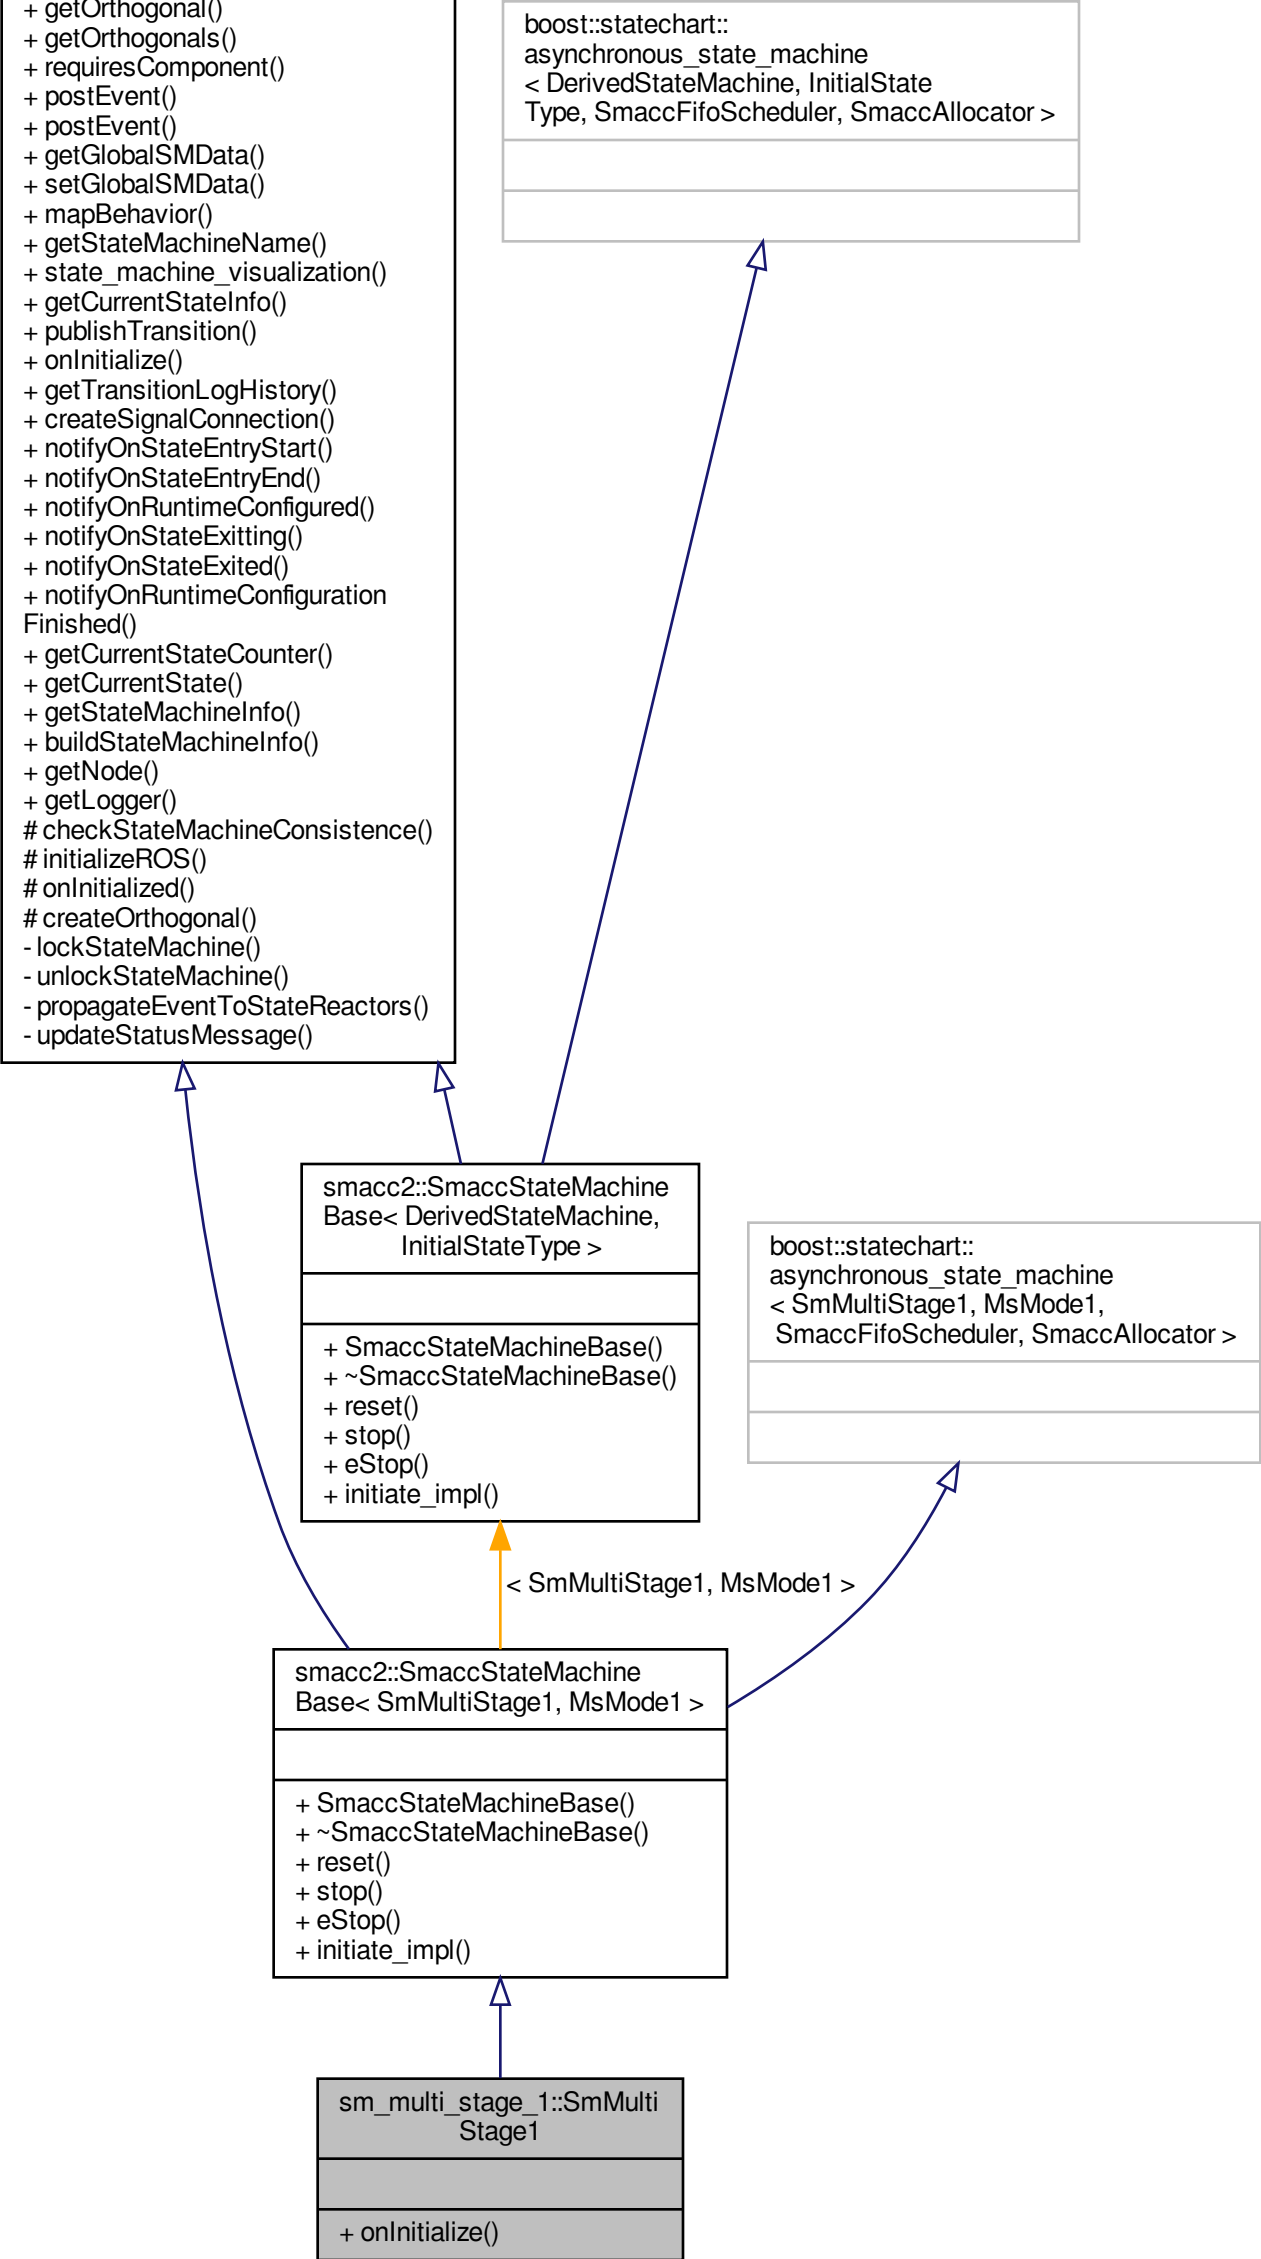 + getOrthogonal()
+ getOrthogonals()
+ requiresComponent()
+ postEvent()
+ postEvent()
+ getGlobalSMData()
+ setGlobalSMData()
+ mapBehavior()
+ getStateMachineName()
+ state_machine_visualization()
+ getCurrentStateInfo()
+ publishTransition()
+ onInitialize()
+ getTransitionLogHistory()
+ createSignalConnection()
+ notifyOnStateEntryStart()
+ notifyOnStateEntryEnd()
+ notifyOnRuntimeConfigured()
+ notifyOnStateExitting()
+ notifyOnStateExited()
+ notifyOnRuntimeConfiguration
Finished()
+ getCurrentStateCounter()
+ getCurrentState()
+ getStateMachineInfo()
+ buildStateMachineInfo()
+ getNode()
+ getLogger()
# checkStateMachineConsistence()
# initializeROS()
# onInitialized()
# createOrthogonal()
- lockStateMachine()
- unlockStateMachine()
- propagateEventToStateReactors()
- updateStatusMessage()
boost::statechart::
asynchronous_state_machine
< DerivedStateMachine, InitialState
Type, SmaccFifoScheduler, SmaccAllocator >
smacc2::SmaccStateMachine
Base< DerivedStateMachine,
InitialStateType >
+ SmaccStateMachineBase()
+ ~SmaccStateMachineBase()
+ reset()
+ stop()
+ eStop()
+ initiate_impl()
boost::statechart::
asynchronous_state_machine
< SmMultiStage1, MsMode1,
SmaccFifoScheduler, SmaccAllocator >
< SmMultiStage1, MsMode1 >
smacc2::SmaccStateMachine
Base< SmMultiStage1, MsMode1 >
+ SmaccStateMachineBase()
+ ~SmaccStateMachineBase()
+ reset()
+ stop()
+ eStop()
+ initiate_impl()
sm_multi_stage_1::SmMulti
Stage1
+ onInitialize()